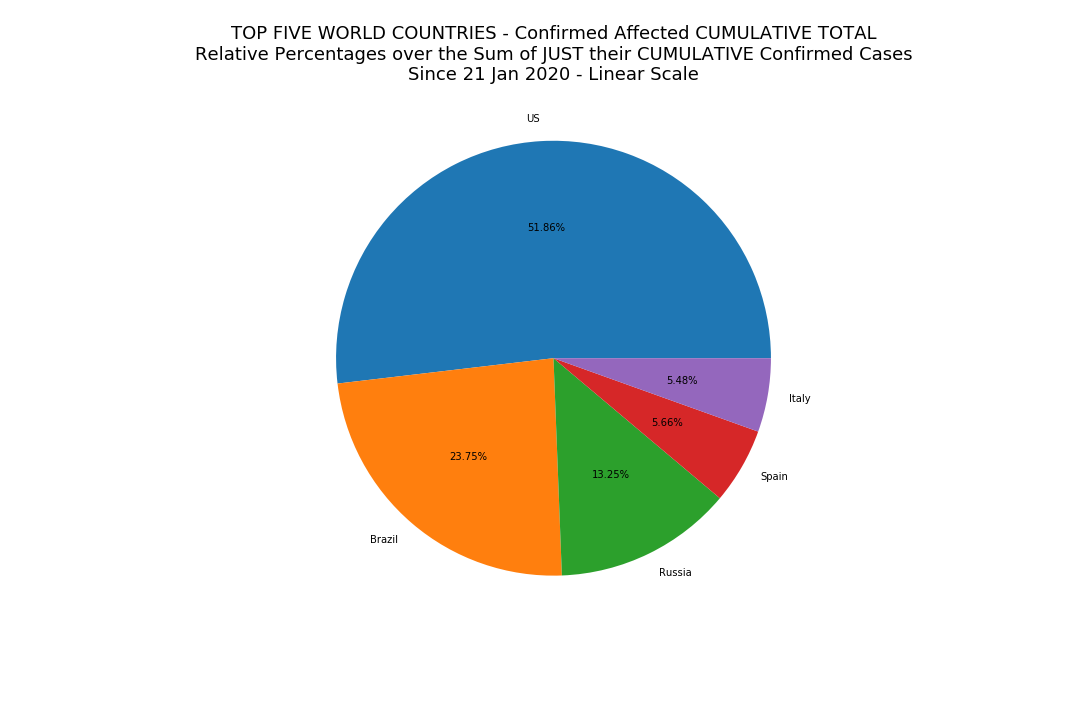 TOP FIVE WORLD COUNTRIES - Confirmed Affected CUMULATIVE TOTAL
Relative Percentages over the Sum of JUST their CUMULATIVE Confirmed Cases
Since 21 Jan 2020 - Linear Scale
US
51.86%
5.48%
Italy
5.66%
23.75%
13.25%
Spain
Brazil
Russia